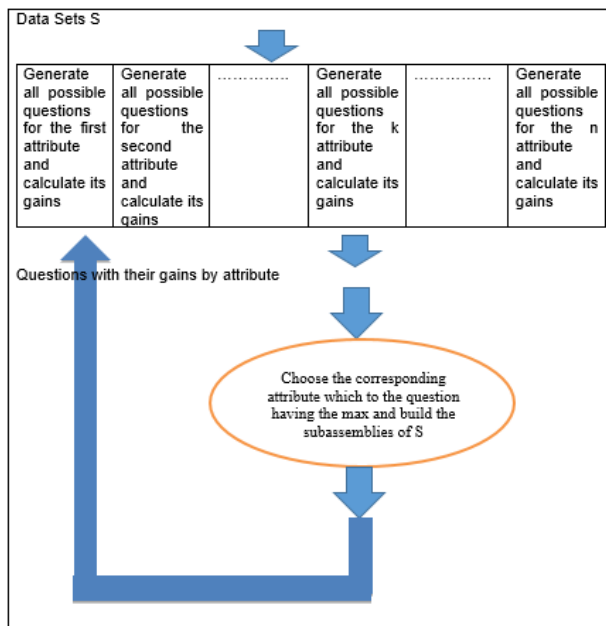 Data Sets S
Generate
all possible
questions
for the first
attribute
and
calculate its
gains
Generate
all possible
questions
for the
second
attribute
and
calculate its
gains
…………..
Generate
all possible
questions
for the k
attribute
and
calculate its
gains
……………
Generate
all possible
questions
for the n
attribute
and
calculate its
gains
Questions with their gains by attribute
Choose the corresponding
attribute which to the question
having the max and build the
subassemblies of S